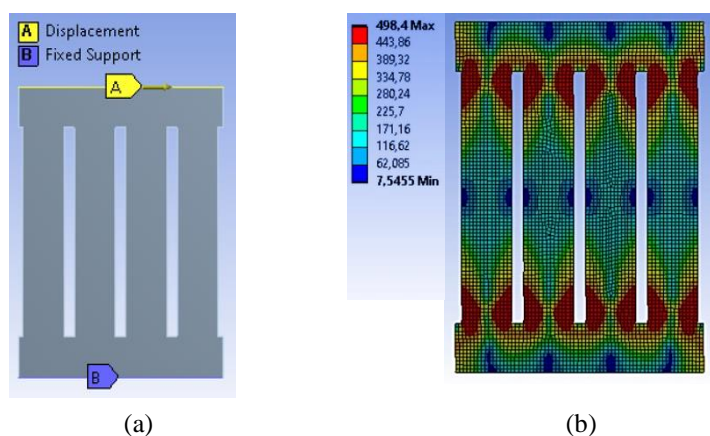 A Displacement
B Fixed Support
A
B
498,4 Max
443,86
389,32
334,78
280,24
225,7
171,16
116,62
62,085
7,5455 Min
(a)
(b)